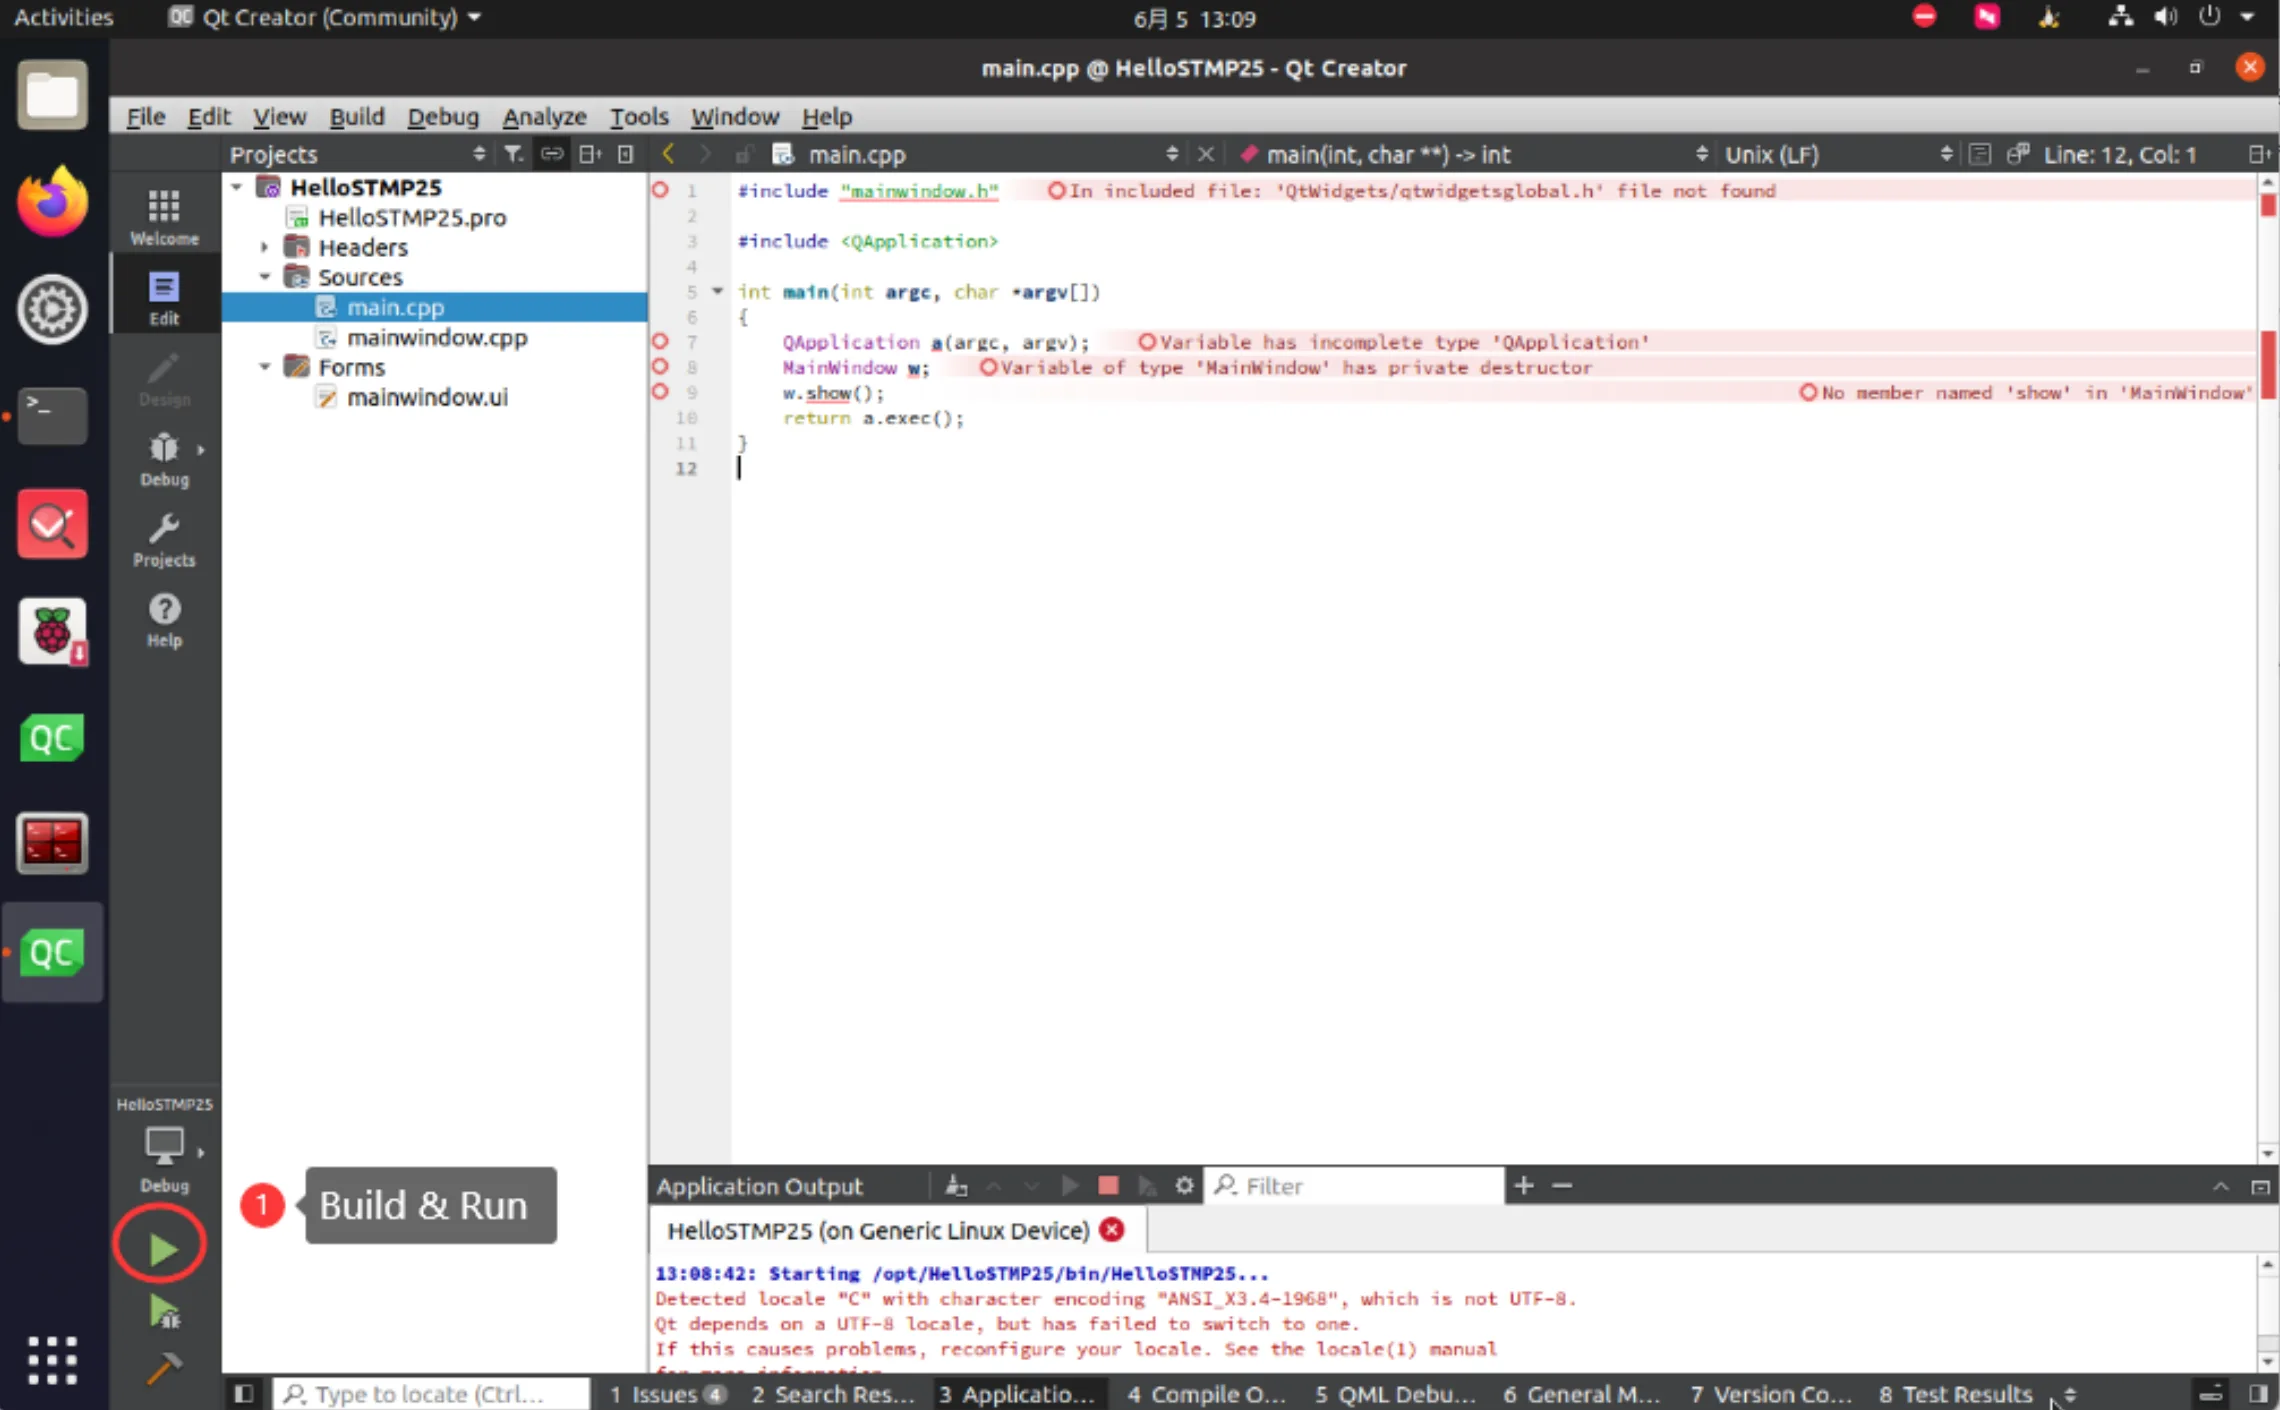 Activities
QC Qt Creator (Community)
6月 5 13:09
main.cpp @ HelloSTMP25 - Qt Creator
File Edit View Build Debug Analyze Tools Window Help
Projects
main.cpp
main(int, char **) -> int
Unix (LF)
Line: 12, Col: 1
Welcome
Edit
Design
Debug
Projects
Help
HelloSTMP25
HelloSTMP25.pro
Headers
Sources
main.cpp
mainwindow.cpp
Forms
mainwindow.ui
1 #include "mainwindow.h" In included file: 'QtWidgets/qtwidgetsglobal.h' file not found
2
3 #include <QApplication>
4
5 int main(int argc, char *argv[])
6 {
7 QApplication a(argc, argv); Variable has incomplete type 'QApplication'
8 MainWindow w; Variable of type 'MainWindow' has private destructor
9 w.show(); No member named 'show' in 'MainWindow'
10 return a.exec();
11 }
12
QC
QC
HelloSTMP25
Debug
1 Build & Run
Application Output
Filter
HelloSTMP25 (on Generic Linux Device)
13:08:42: Starting /opt/HelloSTMP25/bin/HelloSTMP25...
Detected locale "C" with character encoding "ANSI_X3.4-1968", which is not UTF-8.
Qt depends on a UTF-8 locale, but has failed to switch to one.
If this causes problems, reconfigure your locale. See the locale(1) manual
for more information
Type to locate (Ctrl...
1 Issues 4
2 Search Res...
3 Applicatio...
4 Compile O...
5 QML Debu...
6 General M...
7 Version Co...
8 Test Results